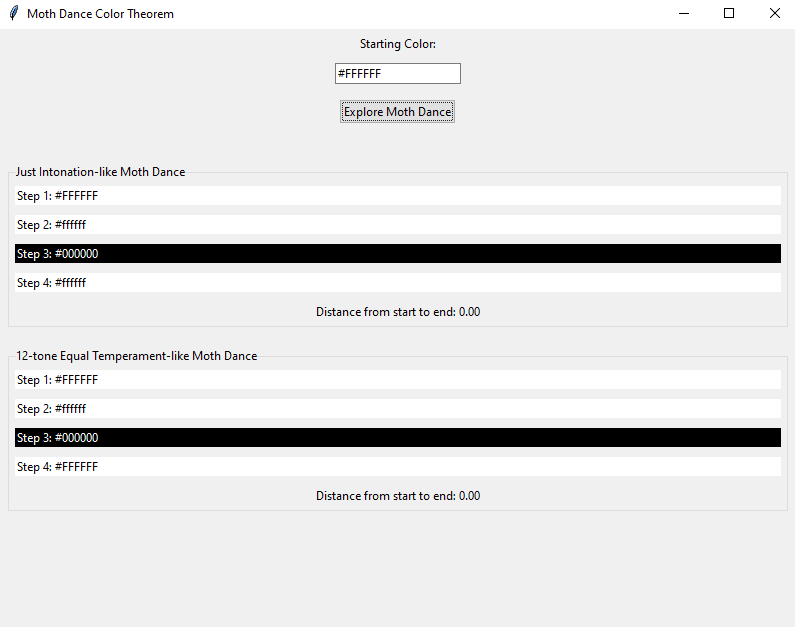 Moth Dance Color Theorem
Starting Color:
#FFFFFF
Explore Moth Dance
Just Intonation-like Moth Dance
Step 1: #FFFFFF
Step 2: #ffffff
Step 3: #000000
Step 4: #ffffff
Distance from start to end: 0.00
12-tone Equal Temperament-like Moth Dance
Step 1: #FFFFFF
Step 2: #ffffff
Step 3: #000000
Step 4: #FFFFFF
Distance from start to end: 0.00